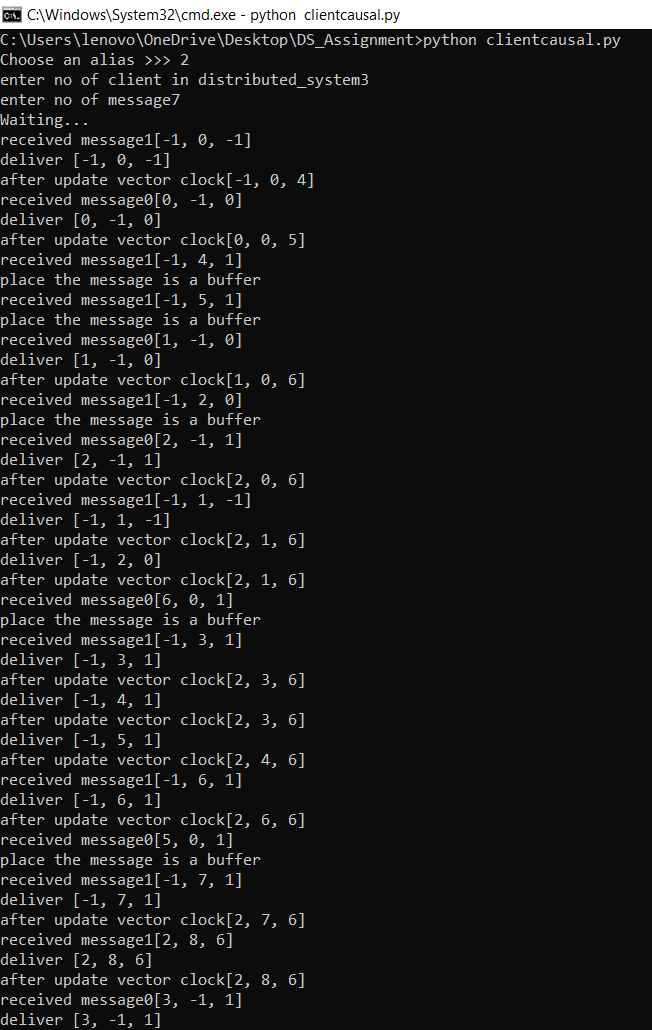 C:\Windows\System32\cmd.exe - python  clientcausal.py
C:\Users\lenovo\OneDrive\Desktop\DS_Assignment>python clientcausal.py
Choose an alias >>> 2
enter no of client in distributed_system3
enter no of message7
Waiting...
received message1[-1, 0, -1]
deliver [-1, 0, -1]
after update vector clock[-1, 0, 4]
received message0[0, -1, 0]
deliver [0, -1, 0]
after update vector clock[0, 0, 5]
received message1[-1, 4, 1]
place the message is a buffer
received message1[-1, 5, 1]
place the message is a buffer
received message0[1, -1, 0]
deliver [1, -1, 0]
after update vector clock[1, 0, 6]
received message1[-1, 2, 0]
place the message is a buffer
received message0[2, -1, 1]
deliver [2, -1, 1]
after update vector clock[2, 0, 6]
received message1[-1, 1, -1]
deliver [-1, 1, -1]
after update vector clock[2, 1, 6]
deliver [-1, 2, 0]
after update vector clock[2, 1, 6]
received message0[6, 0, 1]
place the message is a buffer
received message1[-1, 3, 1]
deliver [-1, 3, 1]
after update vector clock[2, 3, 6]
deliver [-1, 4, 1]
after update vector clock[2, 3, 6]
deliver [-1, 5, 1]
after update vector clock[2, 4, 6]
received message1[-1, 6, 1]
deliver [-1, 6, 1]
after update vector clock[2, 6, 6]
received message0[5, 0, 1]
place the message is a buffer
received message1[-1, 7, 1]
deliver [-1, 7, 1]
after update vector clock[2, 7, 6]
received message1[2, 8, 6]
deliver [2, 8, 6]
after update vector clock[2, 8, 6]
received message0[3, -1, 1]
deliver [3, -1, 1]